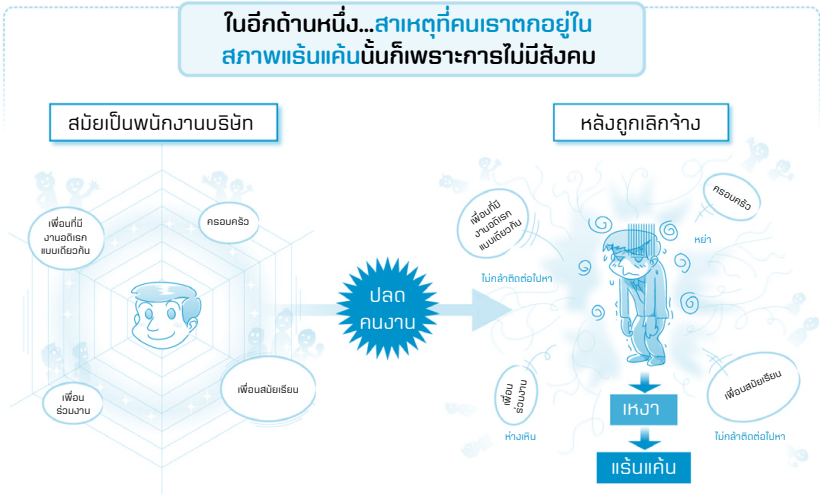 ในอีกด้านหนึ่ง...สาเหตุที่คนเราตกอยู่ใน
สภาพแร้นแค้นนั้นก็เพราะการไม่มีสังคม
สมัยเป็นพนักงานบริษัท
เพื่อนที่มี
งานอดิเรก
แบบเดียวกัน
ครอบครัว
เพื่อน
ร่วมงาน
เพื่อนสมัยเรียน
ปลด
คนงาน
หลังถูกเลิกจ้าง
เพื่อนที่มี
งานอดิเรก
แบบเดียวกัน
ไม่กล้าติดต่อไปหา
ครอบครัว
หย่า
เพื่อน
ร่วมงาน
ห่างเหิน
เพื่อนสมัยเรียน
ไม่กล้าติดต่อไปหา
เหงา
แร้นแค้น